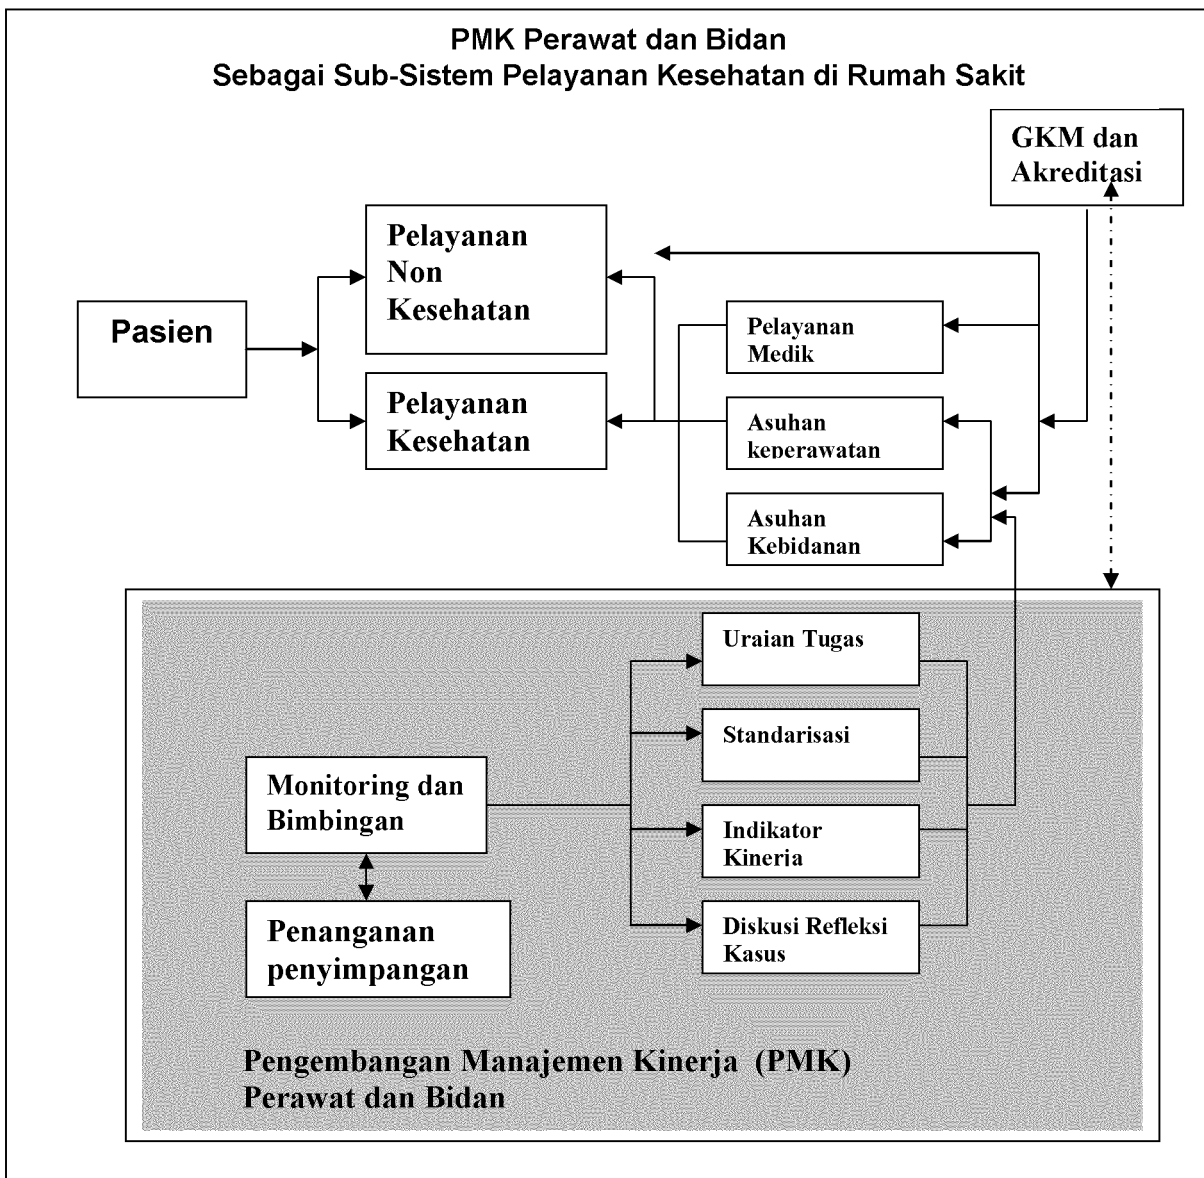 PMK Perawat dan Bidan
Sebagai Sub-Sistem Pelayanan Kesehatan di Rumah Sakit
GKM dan
Akreditasi
Pelayanan
Non
Kesehatan
Pasien
Pelayanan
Medik
Pelayanan
Kesehatan
Asuhan
keperawatan
Asuhan
Kebidanan
Uraian Tugas
Standarisasi
Monitoring dan
Bimbingan
Indikator
Kinerja
Penanganan
penyimpangan
Diskusi Refleksi
Kasus
Pengembangan Manajemen Kinerja (PMK)
Perawat dan Bidan